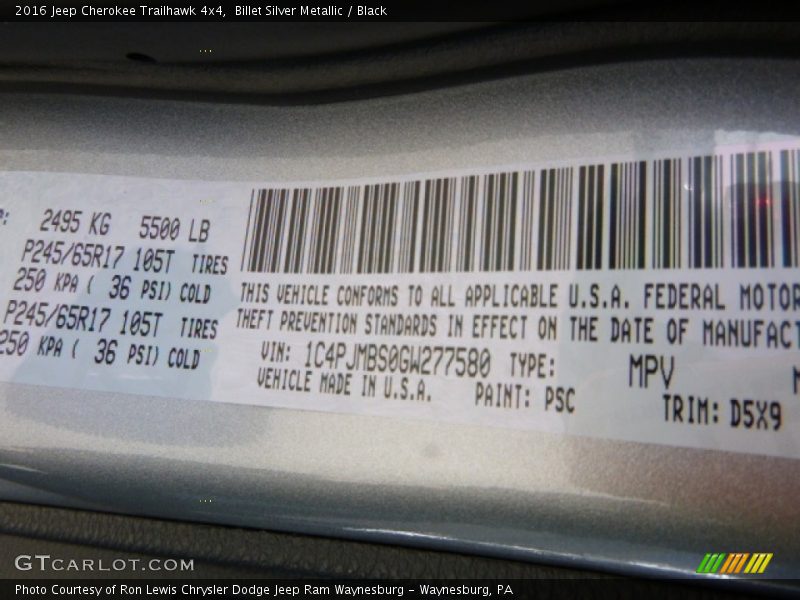 2016 Jeep Cherokee Trailhawk 4x4,  Billet Silver Metallic / Black
P: 2495 KG 5500 LB
P245/65R17 105T TIRES
250 KPA ( 36 PSI) COLD
P245/65R17 105T TIRES
250 KPA ( 36 PSI) COLD
THIS VEHICLE CONFORMS TO ALL APPLICABLE U.S.A. FEDERAL MOTOR
THEFT PREVENTION STANDARDS IN EFFECT ON THE DATE OF MANUFACT
VIN: 1C4PJMBS0GW277580 TYPE: MPV
VEHICLE MADE IN U.S.A. PAINT: PSC TRIM: D5X9
GTCARLOT.COM
Photo Courtesy of Ron Lewis Chrysler Dodge Jeep Ram Waynesburg – Waynesburg, PA